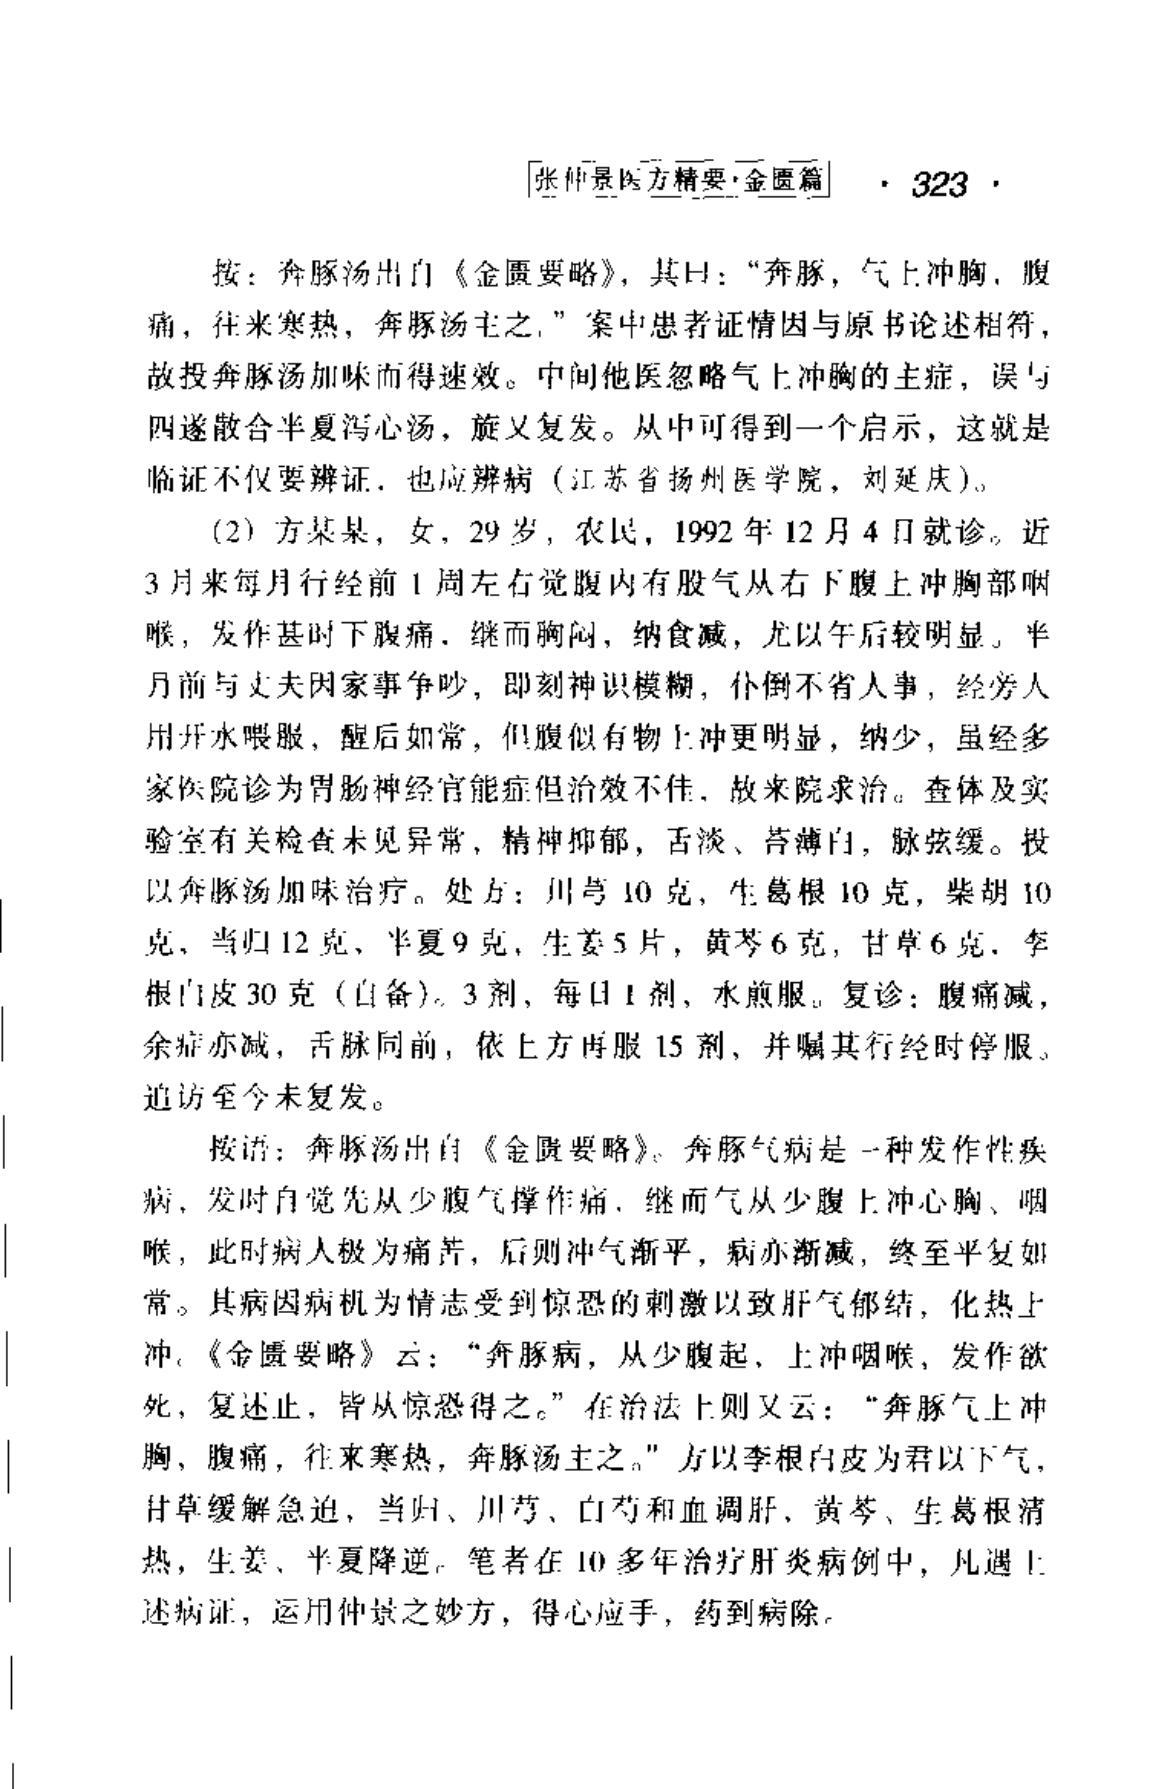 张仲景医方精要·金匮篇 · 323 ·
按：奔豚汤出自《金匮要略》，其曰：“奔豚，气上冲胸，腹
痛，往来寒热，奔豚汤主之。”案中患者证情因与原书论述相符，
故投奔豚汤加味而得速效。中间他医忽略气上冲胸的主症，误与
四逆散合半夏泻心汤，旋又复发。从中可得到一个启示，这就是
临证不仅要辨证，也应辨病（江苏省扬州医学院，刘延庆）。
（2）方某某，女，29岁，农民，1992年12月4日就诊。近
3月来每月行经前1周左右觉腹内有股气从右下腹上冲胸部咽
喉，发作甚时下腹痛，继而胸闷，纳食减，尤以午后较明显。半
月前与丈夫因家事争吵，即刻神识模糊，仆倒不省人事，经旁人
用开水喂服，醒后如常，但腹似有物上冲更明显，纳少，虽经多
家医院诊为胃肠神经官能症但治效不佳，故来院求治。查体及实
验室有关检查未见异常，精神抑郁，舌淡、苔薄白，脉弦缓。投
以奔豚汤加味治疗。处方：川芎10克，生葛根10克，柴胡10
克，当归12克，半夏9克，生姜5片，黄芩6克，甘草6克，李
根白皮30克（自备）。3剂，每日1剂，水煎服。复诊：腹痛减，
余症亦减，舌脉同前，依上方再服15剂，并嘱其行经时停服。
追访至今未复发。
按语：奔豚汤出自《金匮要略》。奔豚气病是一种发作性疾
病，发时自觉先从少腹气撑作痛，继而气从少腹上冲心胸、咽
喉，此时病人极为痛苦，后则冲气渐平，病亦渐减，终至平复如
常。其病因病机为情志受到惊恐的刺激以致肝气郁结，化热上
冲。《金匮要略》云：“奔豚病，从少腹起，上冲咽喉，发作欲
死，复还止，皆从惊恐得之。”在治法上则又云：“奔豚气上冲
胸，腹痛，往来寒热，奔豚汤主之。”方以李根白皮为君以下气，
甘草缓解急迫，当归、川芎、白芍和血调肝，黄芩、生葛根清
热，生姜、半夏降逆。笔者在10多年治疗肝炎病例中，凡遇上
述病证，运用仲景之妙方，得心应手，药到病除。